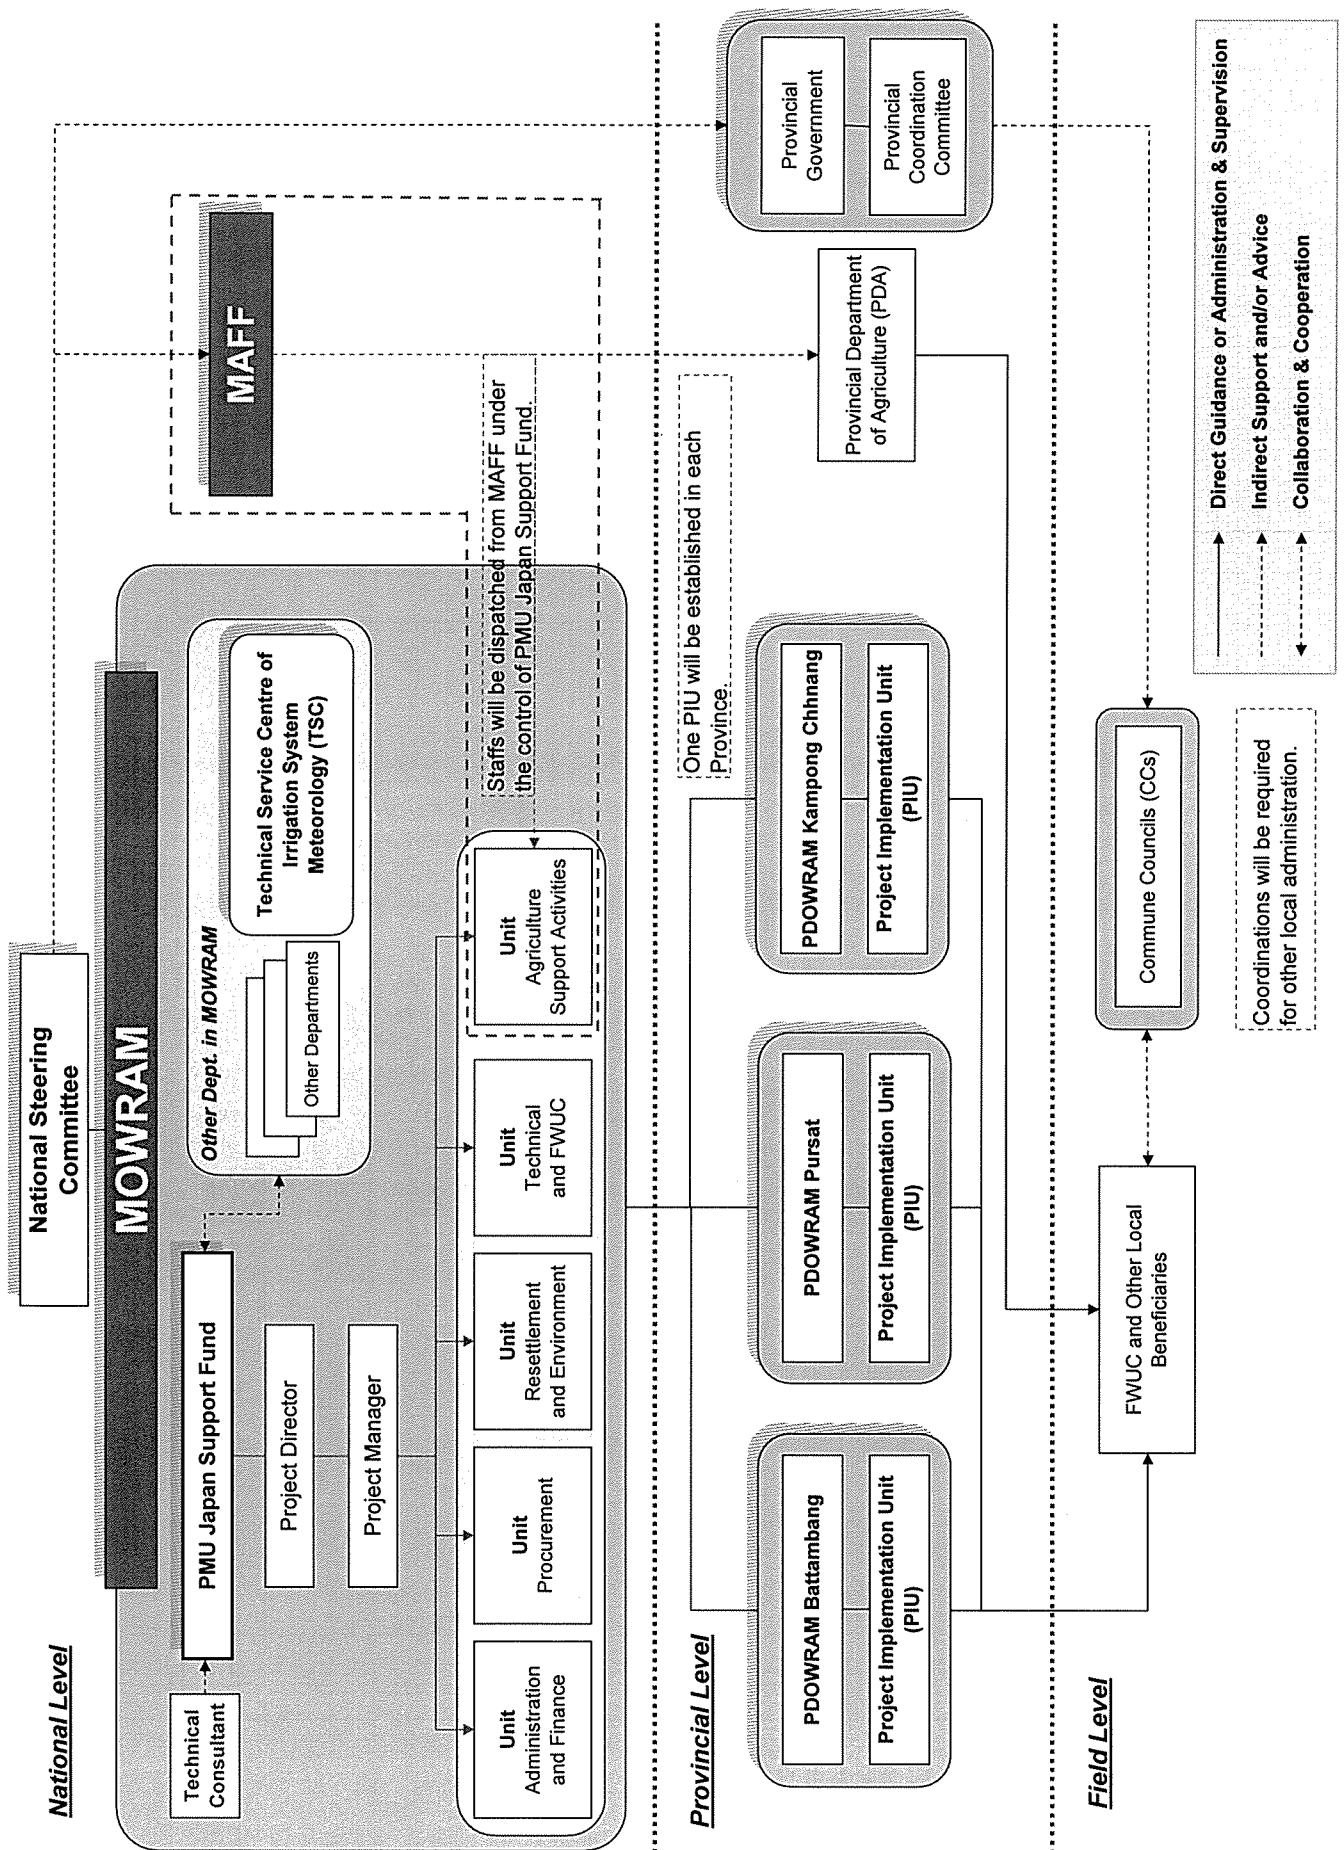 National Level
National Steering
Committee
MOWRAM
Technical
Consultant
PMU Japan Support Fund
Project Director
Project Manager
Other Dept. in MOWRAM
Other Departments
Technical Service Centre of
Irrigation System
Meteorology (TSC)
MAFF
Unit
Administration
and Finance
Unit
Procurement
Unit
Resettlement
and Environment
Unit
Technical
and FWUC
Unit
Agriculture
Support Activities
Staffs will be dispatched from MAFF under
the control of PMU Japan Support Fund.
Provincial Level
One PIU will be established in each
Province.
PDOWRAM Battambang
Project Implementation Unit
(PIU)
PDOWRAM Pursat
Project Implementation Unit
(PIU)
PDOWRAM Kampong Chhnang
Project Implementation Unit
(PIU)
Provincial Department
of Agriculture (PDA)
Provincial
Government
Provincial
Coordination
Committee
Field Level
FWUC and Other Local
Beneficiaries
Commune Councils (CCs)
Coordinations will be required
for other local administration.
Direct Guidance or Administration & Supervision
Indirect Support and/or Advice
Collaboration & Cooperation